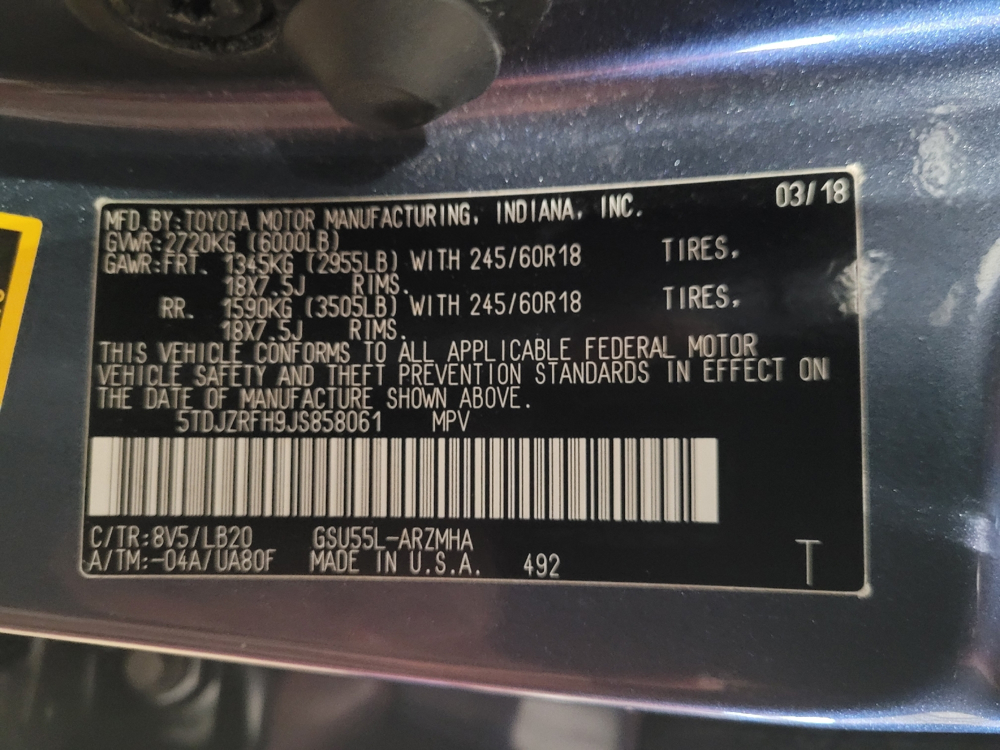 03/18
MFD.BY:TOYOTA MOTOR MANUFACTURING, INDIANA, INC.
GVWR:2720KG (6000LB)
GAWR:FRT. 1345KG (2955LB) WITH 245/60R18 TIRES,
18X7.5J RIMS.
RR. 1590KG (3505LB) WITH 245/60R18 TIRES,
18X7.5J RIMS.
THIS VEHICLE CONFORMS TO ALL APPLICABLE FEDERAL MOTOR
VEHICLE SAFETY AND THEFT PREVENTION STANDARDS IN EFFECT ON
THE DATE OF MANUFACTURE SHOWN ABOVE.
5TDJZRFH9JS858061 MPV
C/TR:8V5/LB20 GSU55L-ARZMHA
A/TM:-04A/UA80F MADE IN U.S.A. 492 T